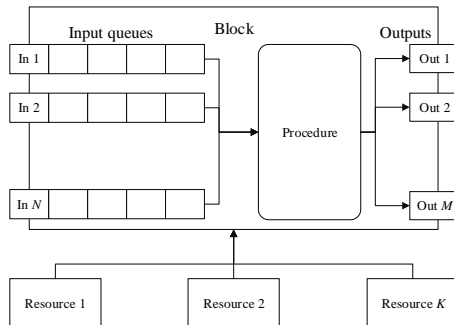 Input queues
Block
Outputs
In 1
Out 1
In 2
Out 2
Procedure
In N
Out M
Resource 1
Resource 2
Resource K